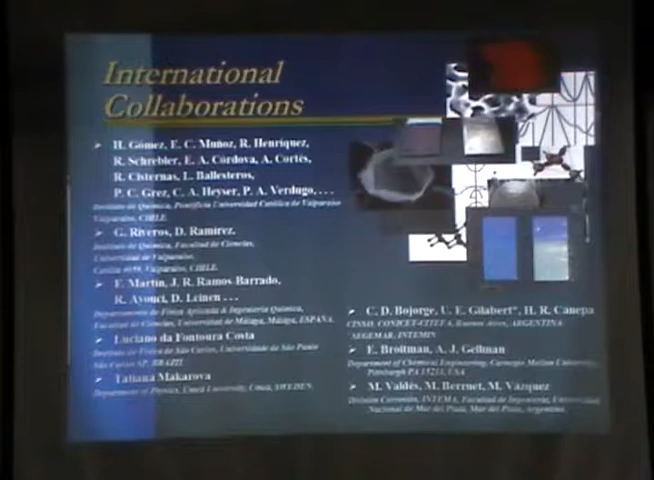 International
Collaborations
H. Gómez, E. C. Muñoz, R. Henríquez,
R. Schrebler, E. A. Córdova, A. Cortés,
R. Cisternas, L. Ballesteros,
P. C. Grez, C. A. Heyser, P. A. Verdugo, . . .
Instituto de Química, Pontificia Universidad Católica de Valparaíso
Valparaíso, CHILE.
G. Riveros, D. Ramírez.
Instituto de Química, Facultad de Ciencias,
Universidad de Valparaíso,
Valparaíso, CHILE.
F. Martín, J. R. Ramos-Barrado,
R. Ayouci, D. Leinen . . .
Departamento de Física Aplicada & Ingeniería Química,
Facultad de Ciencias, Universidad de Málaga, Málaga, ESPAÑA.
Luciano da Fontoura Costa
Instituto de Física de São Carlos, Universidade de São Paulo
São Carlos SP, BRAZIL
Tatiana Makarova
Department of Physics, Umeå University, Umeå, SWEDEN.
C. D. Bojorge, U. E. Gilabert*, H. R. Cánepa
CINSO, CONICET-CITEFA, Buenos Aires, ARGENTINA
*SEGEMAR, INTEMIN
E. Broitman, A. J. Gellman
Department of Chemical Engineering, Carnegie Mellon University,
Pittsburgh PA 15213, USA
M. Valdés, M. Berruet, M. Vázquez
División Corrosión, INTEMA, Facultad de Ingeniería, Universidad
Nacional de Mar del Plata, Mar del Plata, Argentina.